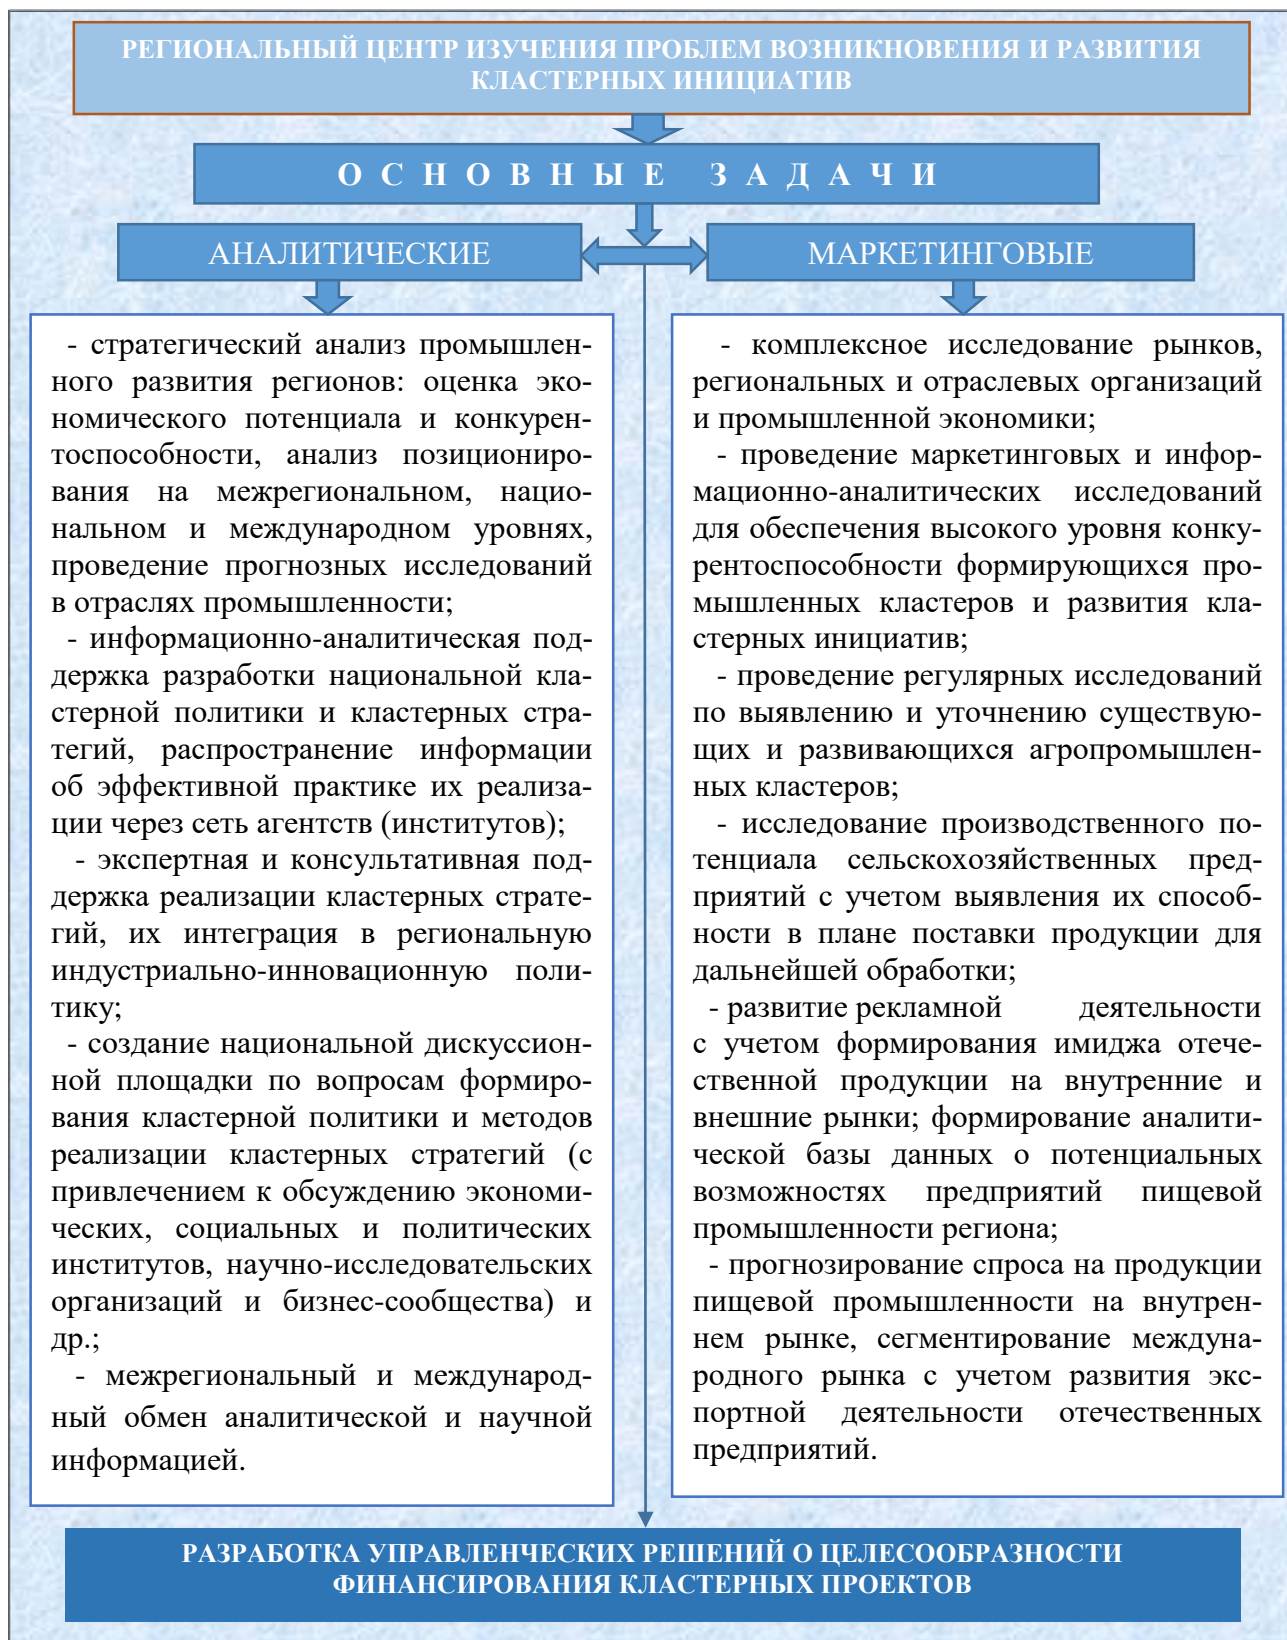 РЕГИОНАЛЬНЫЙ ЦЕНТР ИЗУЧЕНИЯ ПРОБЛЕМ ВОЗНИКНОВЕНИЯ И РАЗВИТИЯ
КЛАСТЕРНЫХ ИНИЦИАТИВ
О С Н О В Н Ы Е З А Д А Ч И
АНАЛИТИЧЕСКИЕ
МАРКЕТИНГОВЫЕ
- стратегический анализ промышлен-
ного развития регионов: оценка эко-
номического потенциала и конкурен-
тоспособности, анализ позициониро-
вания на межрегиональном, нацио-
нальном и международном уровнях,
проведение прогнозных исследований
в отраслях промышленности;
- информационно-аналитическая под-
держка разработки национальной кла-
стерной политики и кластерных стра-
тегий, распространение информации
об эффективной практике их реализа-
ции через сеть агентств (институтов);
- экспертная и консультативная под-
держка реализации кластерных страте-
гий, их интеграция в региональную
индустриально-инновационную поли-
тику;
- создание национальной дискуссион-
ной площадки по вопросам формиро-
вания кластерной политики и методов
реализации кластерных стратегий (с
привлечением к обсуждению экономи-
ческих, социальных и политических
институтов, научно-исследовательских
организаций и бизнес-сообщества) и
др.;
- межрегиональный и международ-
ный обмен аналитической и научной
информацией.
- комплексное исследование рынков,
региональных и отраслевых организаций
и промышленной экономики;
- проведение маркетинговых и инфор-
мационно-аналитических исследований
для обеспечения высокого уровня конку-
рентоспособности формирующихся про-
мышленных кластеров и развития кла-
стерных инициатив;
- проведение регулярных исследований
по выявлению и уточнению существую-
щих и развивающихся агропромышлен-
ных кластеров;
- исследование производственного по-
тенциала сельскохозяйственных пред-
приятий с учетом выявления их способ-
ности в плане поставки продукции для
дальнейшей обработки;
- развитие рекламной деятельности
с учетом формирования имиджа отече-
ственной продукции на внутренние и
внешние рынки; формирование аналити-
ческой базы данных о потенциальных
возможностях предприятий пищевой
промышленности региона;
- прогнозирование спроса на продукции
пищевой промышленности на внутрен-
нем рынке, сегментирование междуна-
родного рынка с учетом развития экс-
портной деятельности отечественных
предприятий.
РАЗРАБОТКА УПРАВЛЕНЧЕСКИХ РЕШЕНИЙ О ЦЕЛЕСООБРАЗНОСТИ
ФИНАНСИРОВАНИЯ КЛАСТЕРНЫХ ПРОЕКТОВ